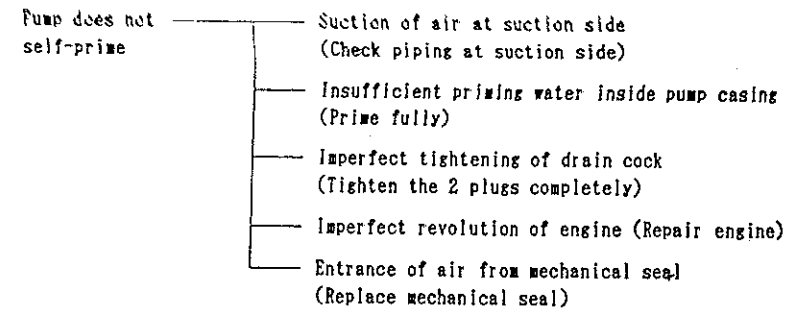 Pump does not
self-prime
Suction of air at suction side
(Check piping at suction side)
Insufficient priming water inside pump casing
(Prime fully)
Imperfect tightening of drain cock
(Tighten the 2 plugs completely)
Imperfect revolution of engine (Repair engine)
Entrance of air from mechanical seal
(Replace mechanical seal)